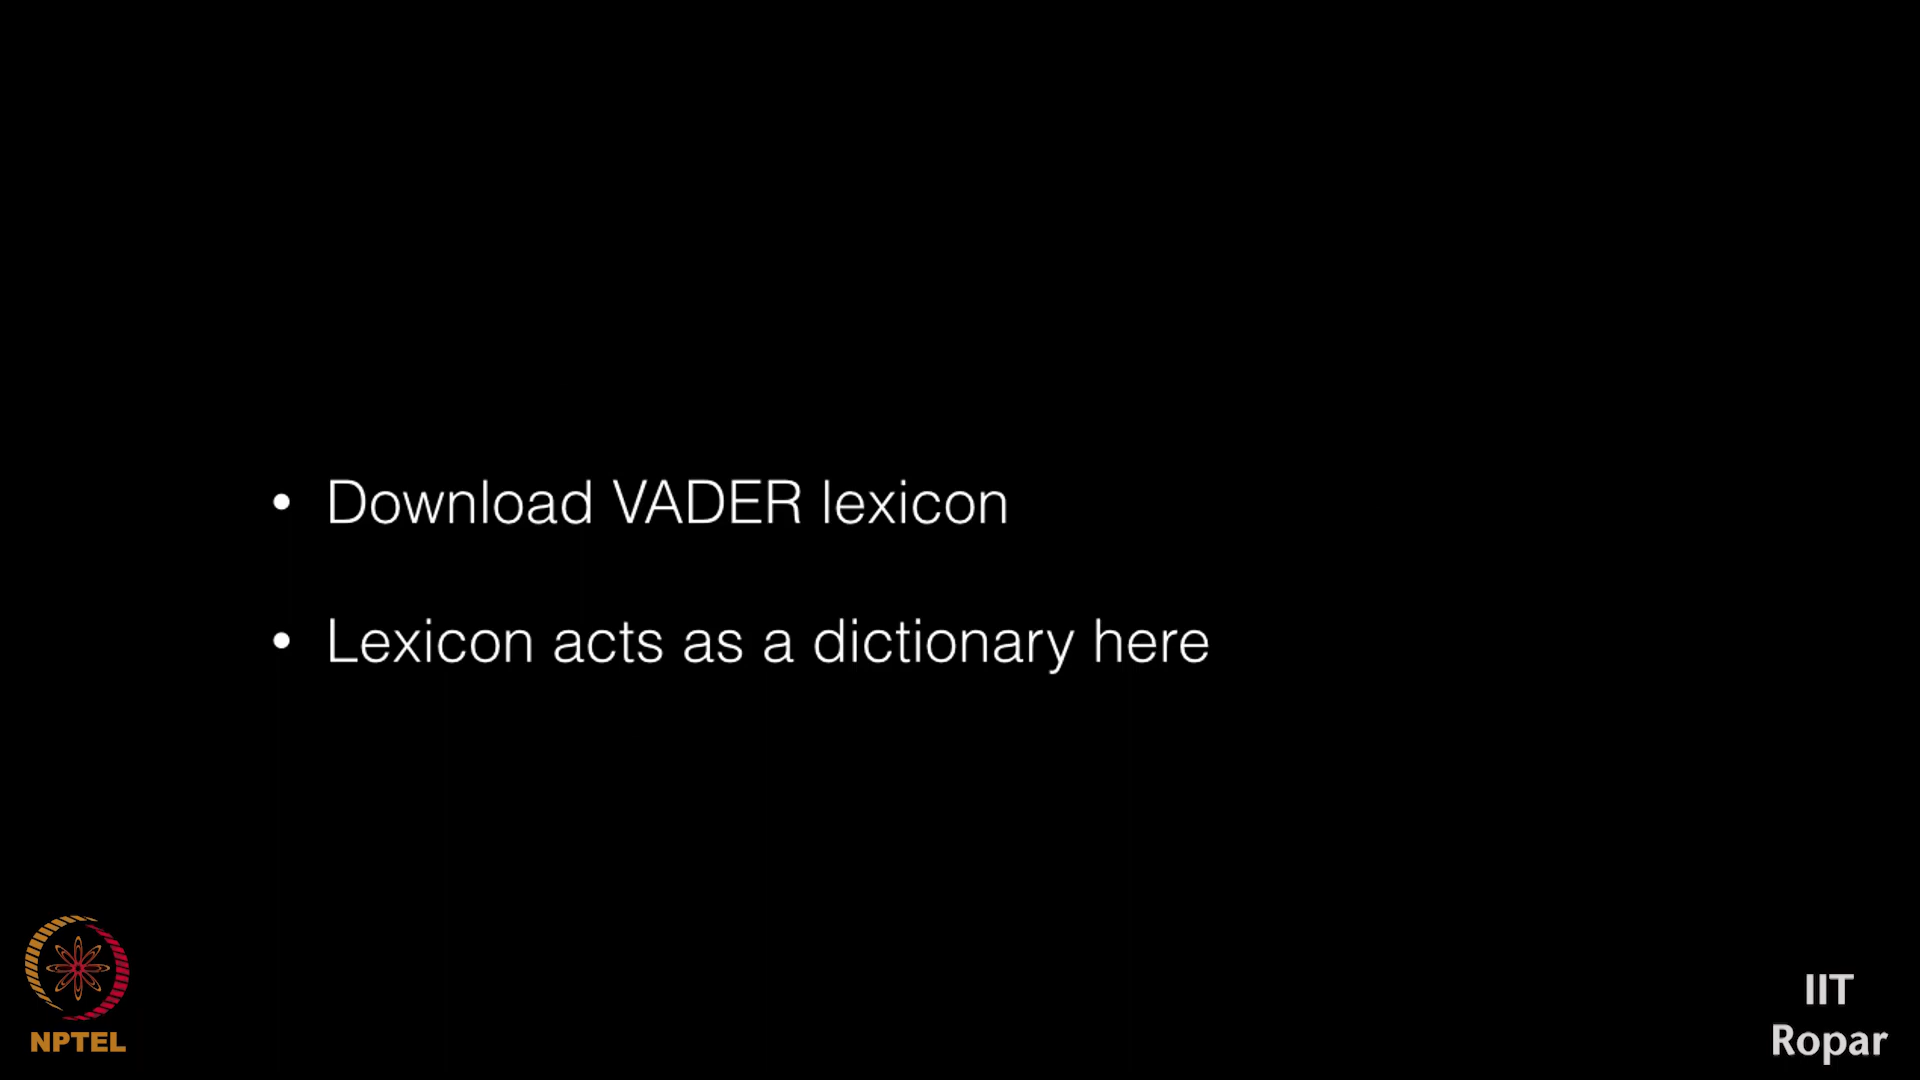 • Download VADER lexicon
• Lexicon acts as a dictionary here
NPTEL
IIT
Ropar